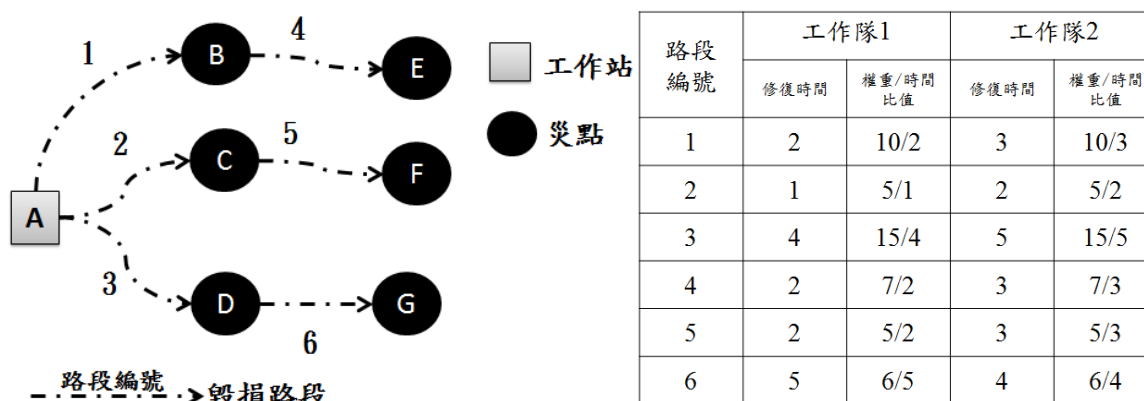 1
B
4
E
2
C
5
F
A
3
D
6
G
路段編號
毀損路段
工作站
災點
路段編號 工作隊1 工作隊2
修復時間 權重/時間比值 修復時間 權重/時間比值
1 2 10/2 3 10/3
2 1 5/1 2 5/2
3 4 15/4 5 15/5
4 2 7/2 3 7/3
5 2 5/2 3 5/3
6 5 6/5 4 6/4